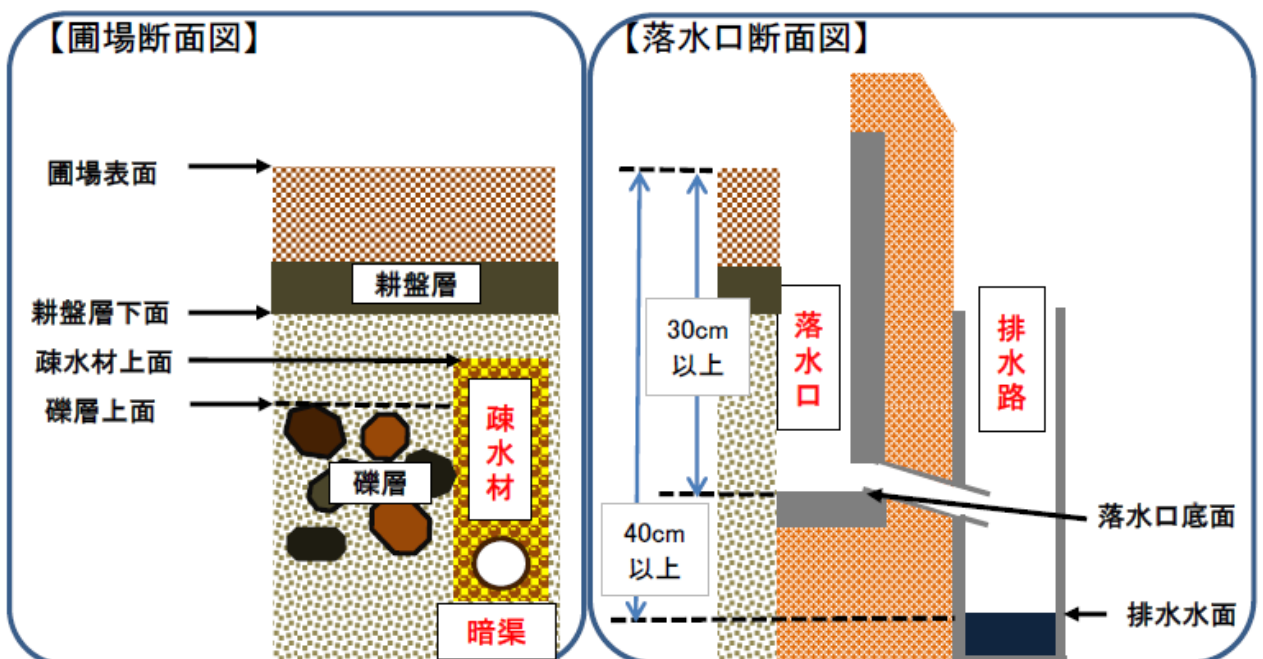 【圃場断面図】
圃場表面
耕盤層
耕盤層下面
疎水材上面
礫層上面
疎
水
材
礫層
暗渠
【落水口断面図】
30cm
以上
40cm
以上
落
水
口
排
水
路
落水口底面
排水水面